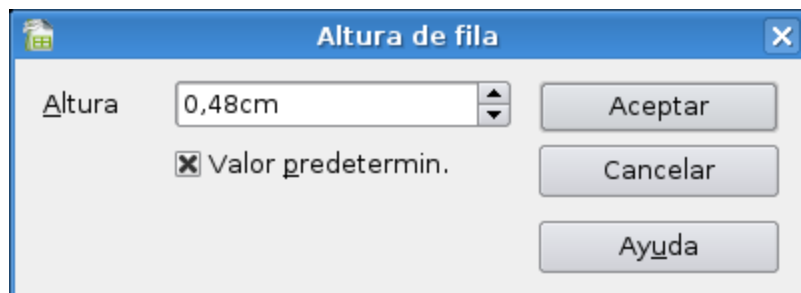 Altura de fila
Altura 0,48cm Aceptar
Valor predetermin. Cancelar
Ayuda